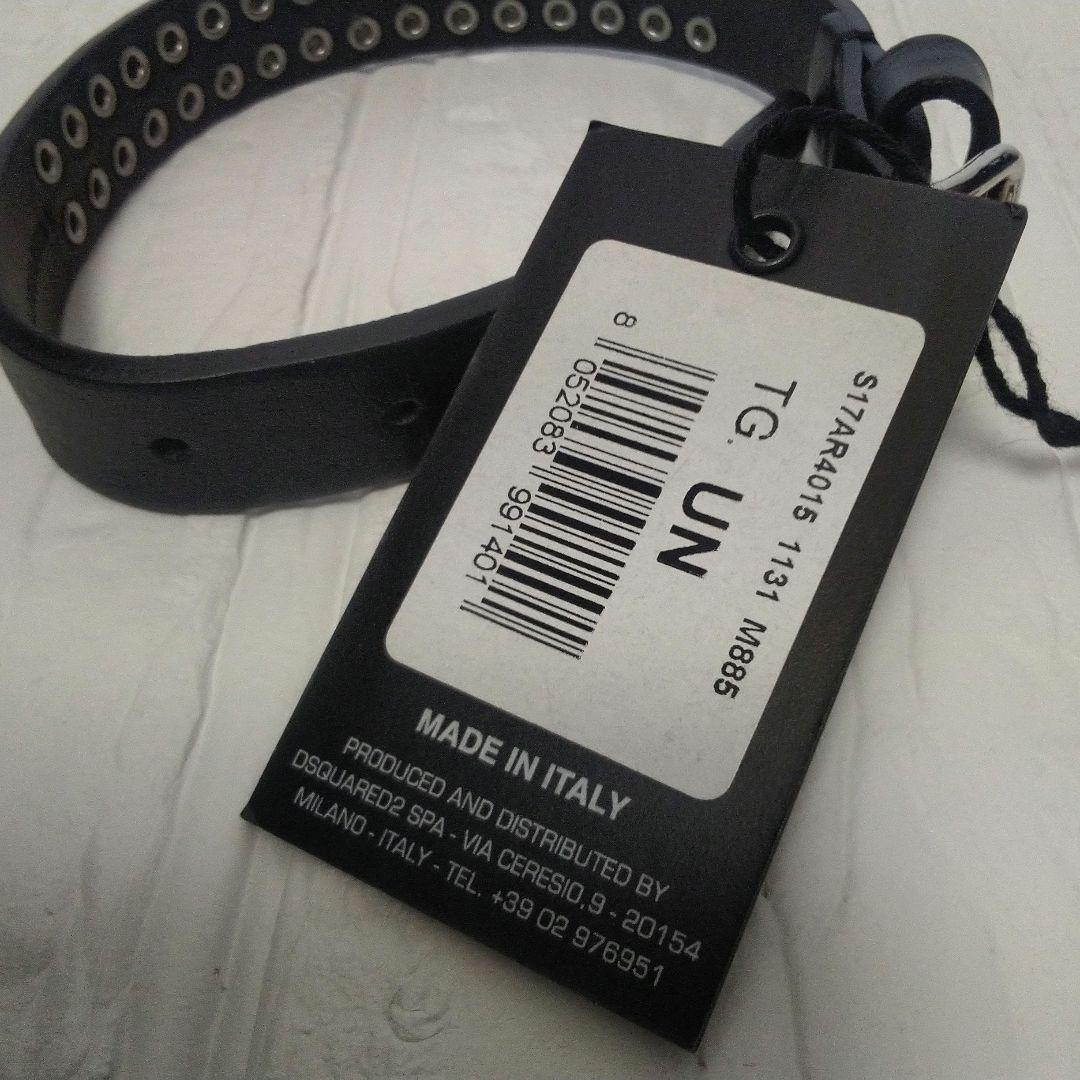 S17AR4015 1131 M885
TG. UN
8 052083 991401
MADE IN ITALY
PRODUCED AND DISTRIBUTED BY
DSQUARED2 SPA - VIA CERESIO,9 - 20154
MILANO - ITALY - TEL. +39 02 976951